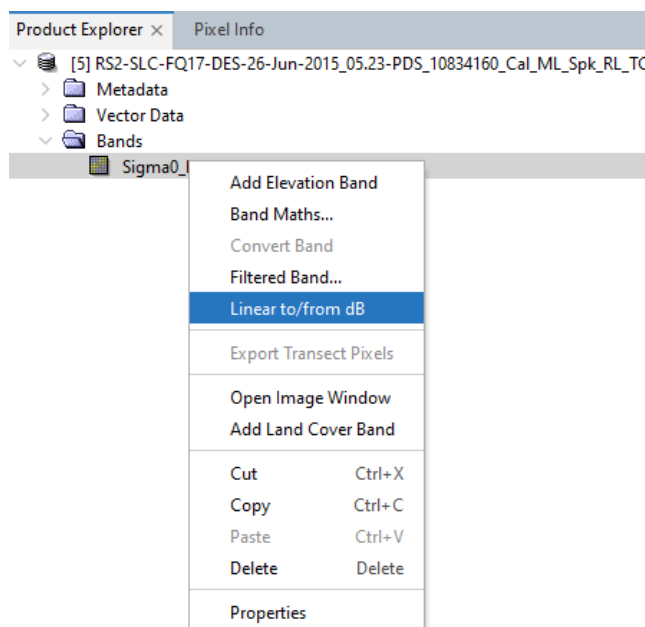 Product Explorer × Pixel Info
[5] RS2-SLC-FQ17-DES-26-Jun-2015_05.23-PDS_10834160_Cal_ML_Spk_RL_TC
Metadata
Vector Data
Bands
Sigma0_
Add Elevation Band
Band Maths...
Convert Band
Filtered Band...
Linear to/from dB
Export Transect Pixels
Open Image Window
Add Land Cover Band
Cut Ctrl+X
Copy Ctrl+C
Paste Ctrl+V
Delete Delete
Properties